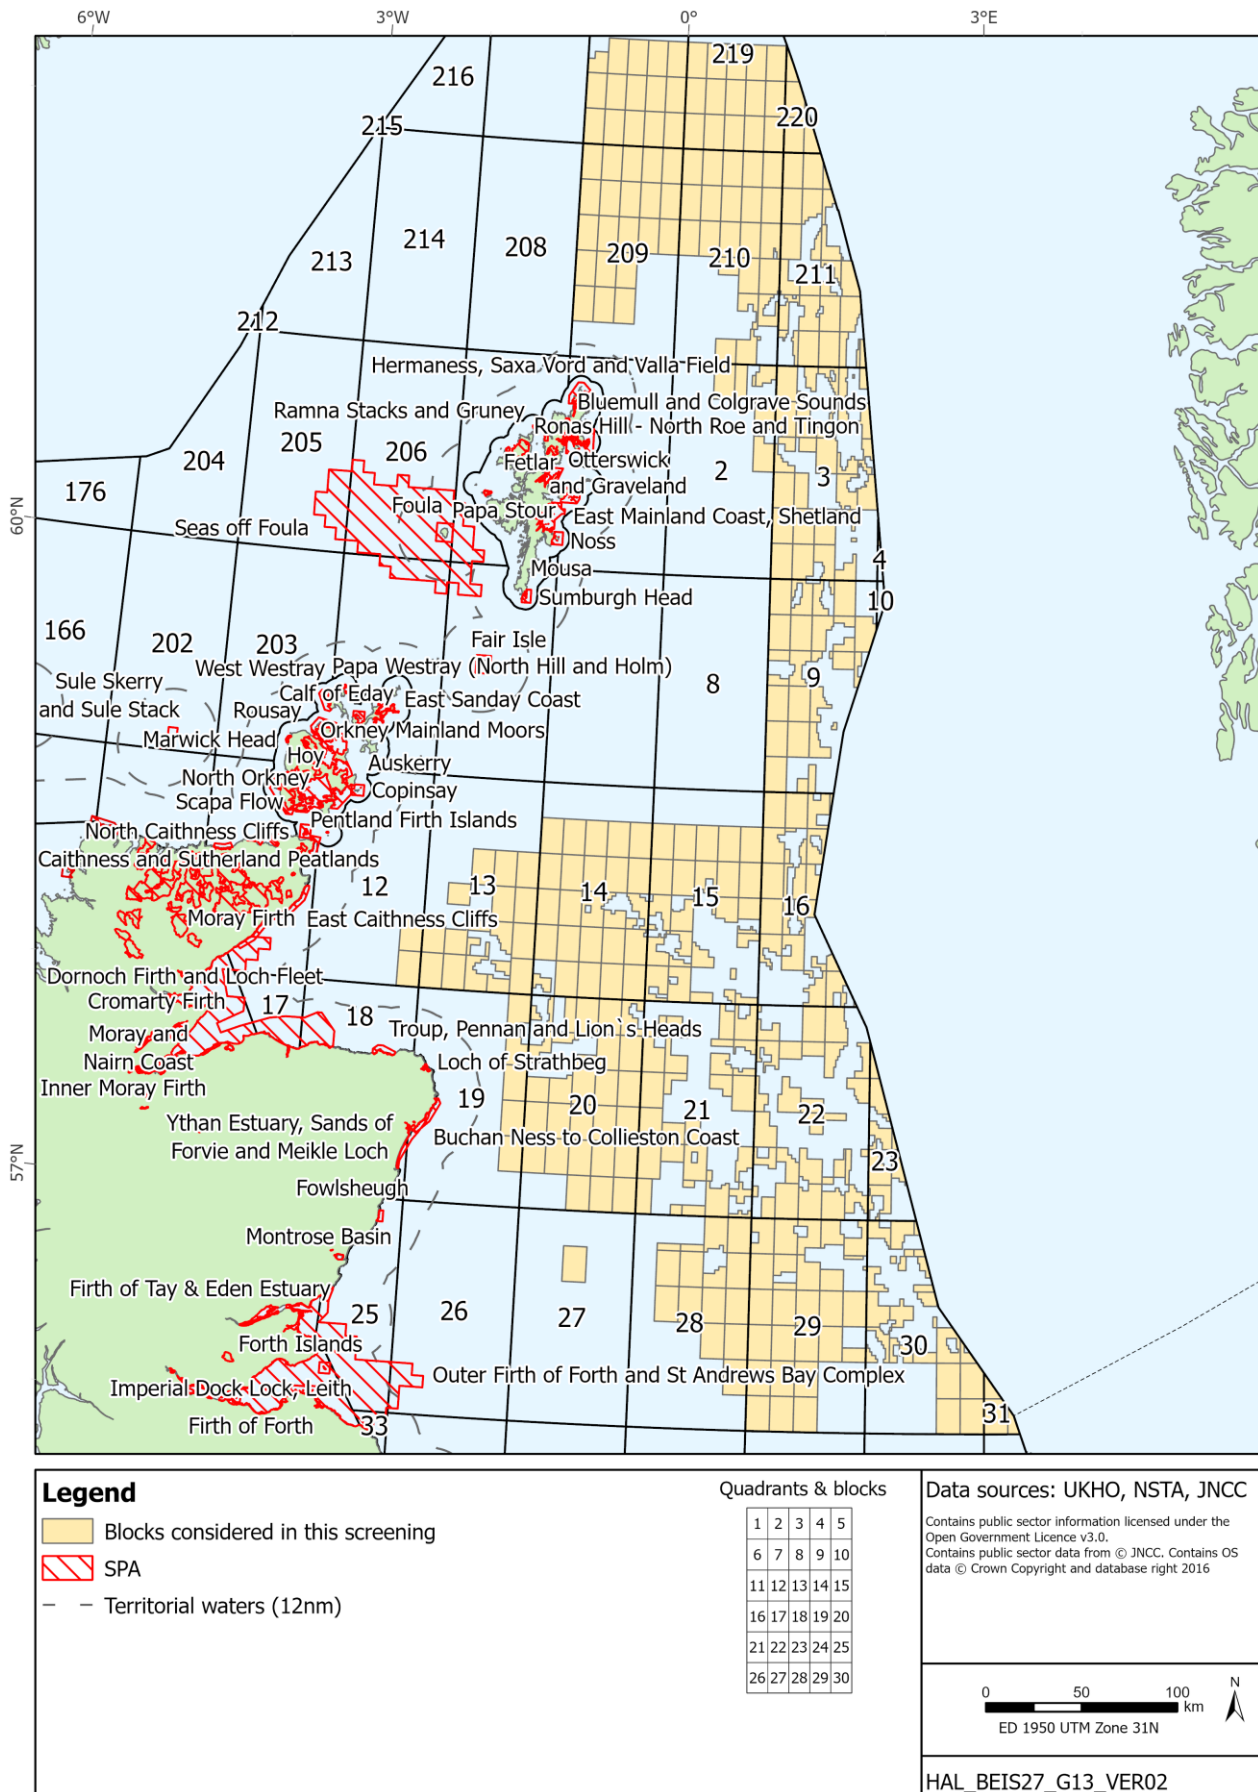 6°W
3°W
0°
3°E
219
216
220
215
214
208
209
210
213
211
212
Hermaness, Saxa Vord and Valla Field
Bluemull and Colgrave Sounds
Ramna Stacks and Gruney
Ronas Hill - North Roe and Tingon
205
206
204
Fetlar
Otterswick
and Graveland
2
3
176
Foula
Papa Stour
60°N
Seas off Foula
East Mainland Coast, Shetland
Noss
4
Mousa
Sumburgh Head
10
166
202
203
Fair Isle
West Westray
Papa Westray (North Hill and Holm)
8
9
Sule Skerry
and Sule Stack
Calf of Eday
East Sanday Coast
Rousay
Marwick Head
Orkney Mainland Moors
Hoy
Auskerry
North Orkney
Copinsay
Scapa Flow
Pentland Firth Islands
North Caithness Cliffs
Caithness and Sutherland Peatlands
12
13
14
15
16
Moray Firth
East Caithness Cliffs
Dornoch Firth and Loch Fleet
Cromarty Firth
17
18
Moray and
Nairn Coast
Troup, Pennan and Lion`s Heads
Loch of Strathbeg
Inner Moray Firth
19
20
21
22
Ythan Estuary, Sands of
Forvie and Meikle Loch
Buchan Ness to Collieston Coast
23
57°N
Fowlsheugh
Montrose Basin
Firth of Tay & Eden Estuary
25
26
27
28
29
30
Forth Islands
Outer Firth of Forth and St Andrews Bay Complex
Imperial Dock Lock, Leith
Firth of Forth
33
31
Legend
Blocks considered in this screening
SPA
Territorial waters (12nm)
Quadrants & blocks
1 2 3 4 5
6 7 8 9 10
11 12 13 14 15
16 17 18 19 20
21 22 23 24 25
26 27 28 29 30
Data sources: UKHO, NSTA, JNCC
Contains public sector information licensed under the
Open Government Licence v3.0.
Contains public sector data from © JNCC. Contains OS
data © Crown Copyright and database right 2016
0 50 100
km
N
ED 1950 UTM Zone 31N
HAL_BEIS27_G13_VER02